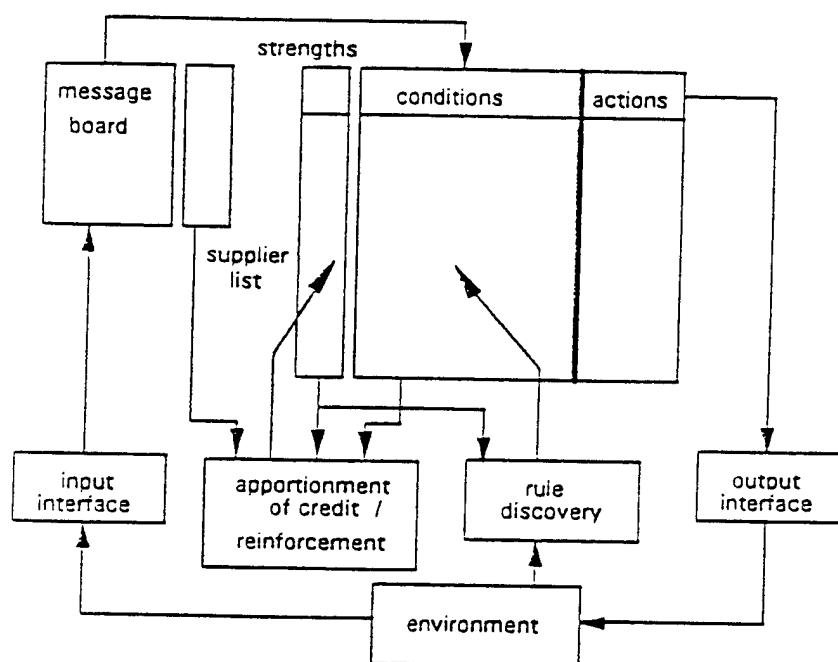 strengths
message
board
conditions
actions
supplier
list
input
interface
apportionment
of credit /
reinforcement
rule
discovery
output
interface
environment